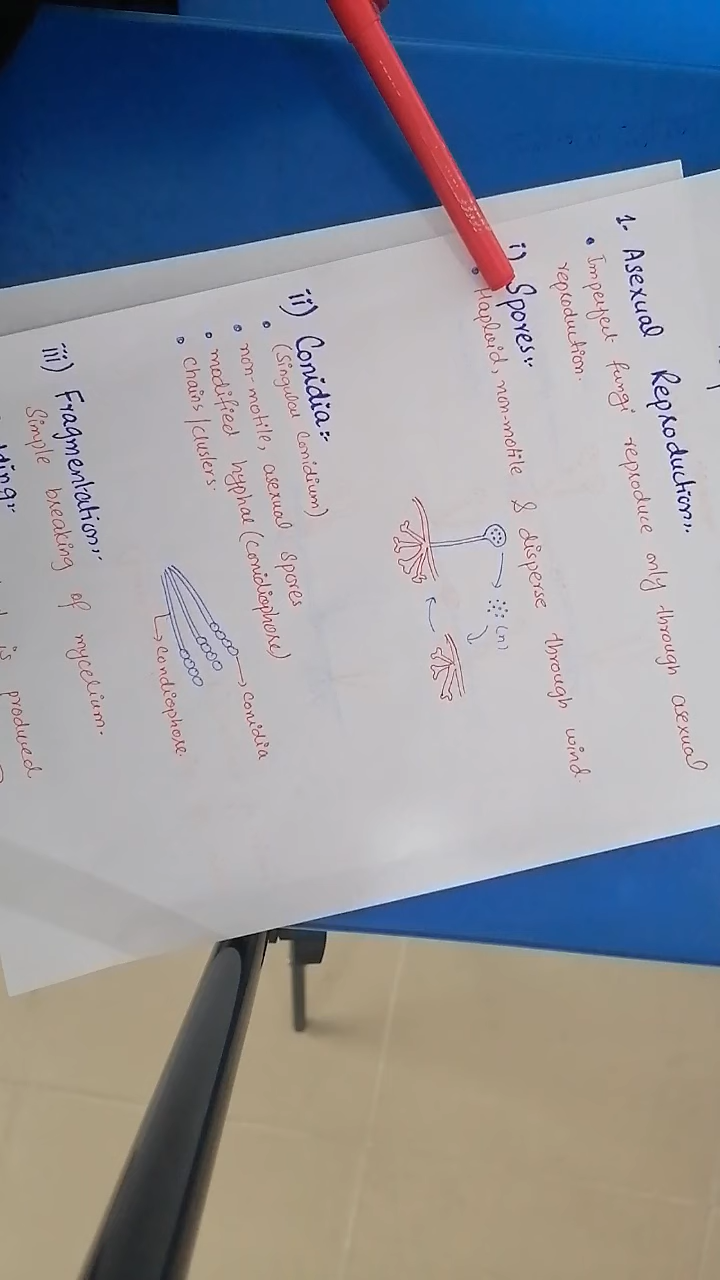 1- Asexual Reproduction:-
• Imperfect fungi reproduce only through asexual
reproduction.
i) Spores:-
• Haploid, non-motile & disperse through wind.
(n)
ii) Conidia:-
• (Singular Conidium)
• non-motile, asexual spores
• modified hyphae (conidiophore)
• chains/clusters.
→ conidia
→ Condiophore
iii) Fragmentation:-
Simple breaking of mycelium.
is produced